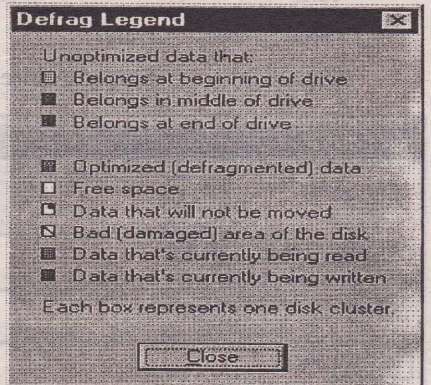 Defrag Legend
Unoptimized data that:
Belongs at beginning of drive
Belongs in middle of drive
Belongs at end of drive
Optimized (defragmented) data
Free space
Data that will not be moved
Bad (damaged) area of the disk
Data that's currently being read
Data that's currently being written
Each box represents one disk cluster.
Close